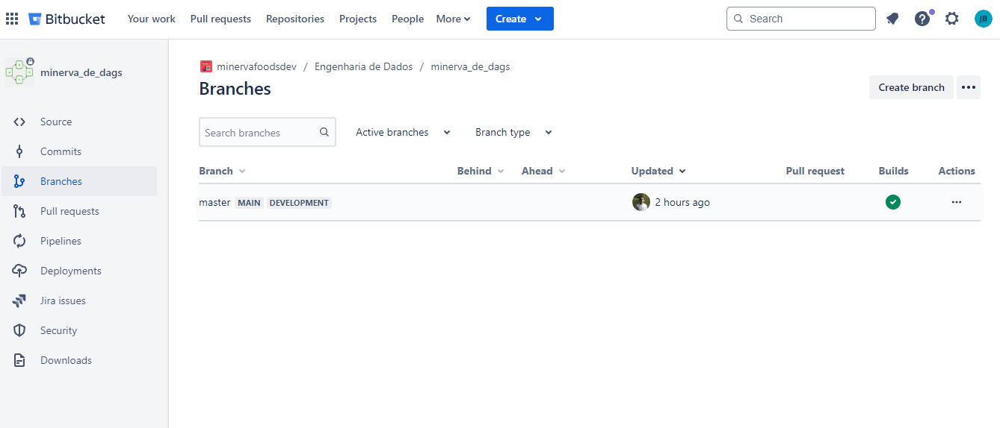 Bitbucket Your work Pull requests Repositories Projects People More Create Search JB
minerva_de_dags
Source
Commits
Branches
Pull requests
Pipelines
Deployments
Jira issues
Security
Downloads
minervafoodsdev / Engenharia de Dados / minerva_de_dags
Branches
Create branch
Search branches Active branches Branch type
Branch Behind Ahead Updated Pull request Builds Actions
master MAIN DEVELOPMENT 2 hours ago